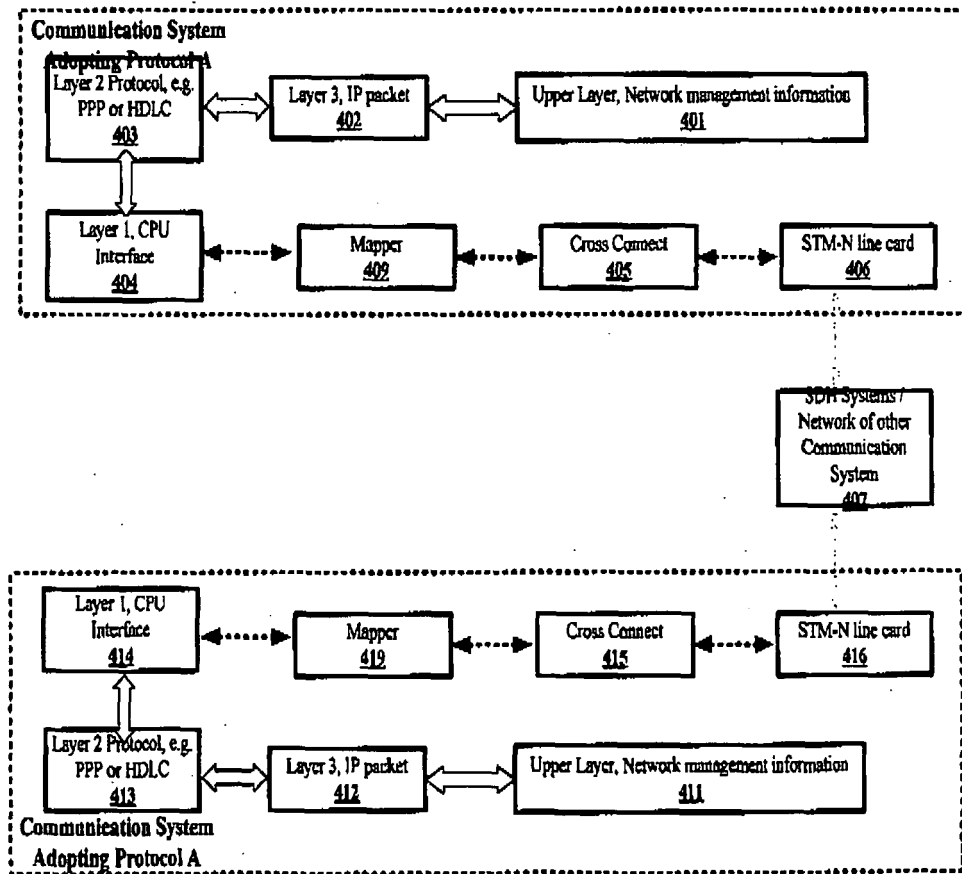 Communication System
Adopting Protocol A
Layer 2 Protocol, e.g.
PPP or HDLC
403
Layer 3, IP packet
402
Upper Layer, Network management information
401
Layer 1, CPU
Interface
404
Mapper
409
Cross Connect
405
STM-N line card
406
SDH Systems /
Network of other
Communication
System
407
Layer 1, CPU
Interface
414
Mapper
419
Cross Connect
415
STM-N line card
416
Layer 2 Protocol, e.g.
PPP or HDLC
413
Layer 3, IP packet
412
Upper Layer, Network management information
411
Communication System
Adopting Protocol A